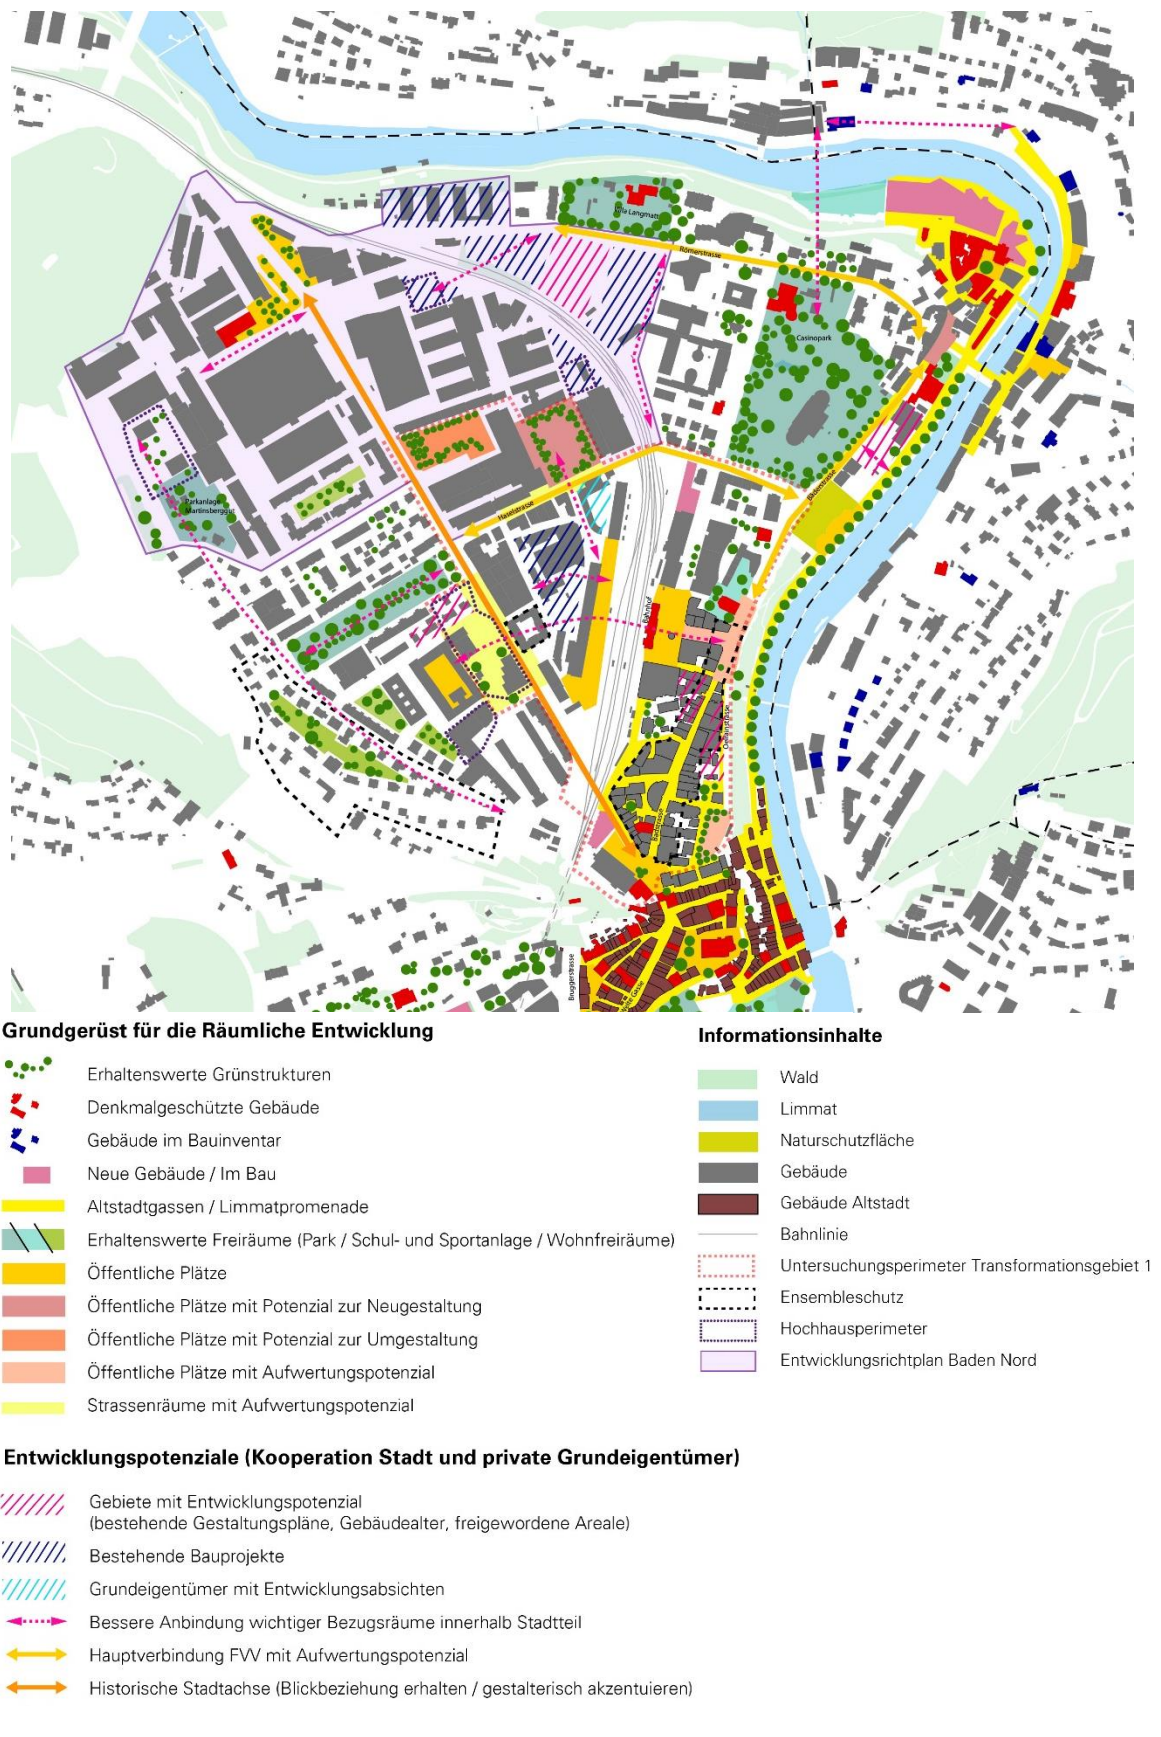 Villa Langmatt
Römerstrasse
Casinopark
Parkanlage
Martinsberggut
Haselstrasse
Bäderstrasse
Bahnhof
Badstrasse
Bruggerstrasse
Grundgerüst für die Räumliche Entwicklung
Erhaltenswerte Grünstrukturen
Denkmalgeschützte Gebäude
Gebäude im Bauinventar
Neue Gebäude / Im Bau
Altstadtgassen / Limmatpromenade
Erhaltenswerte Freiräume (Park / Schul- und Sportanlage / Wohnfreiräume)
Öffentliche Plätze
Öffentliche Plätze mit Potenzial zur Neugestaltung
Öffentliche Plätze mit Potenzial zur Umgestaltung
Öffentliche Plätze mit Aufwertungspotenzial
Strassenräume mit Aufwertungspotenzial
Informationsinhalte
Wald
Limmat
Naturschutzfläche
Gebäude
Gebäude Altstadt
Bahnlinie
Untersuchungsperimeter Transformationsgebiet 1
Ensembleschutz
Hochhausperimeter
Entwicklungsrichtplan Baden Nord
Entwicklungspotenziale (Kooperation Stadt und private Grundeigentümer)
Gebiete mit Entwicklungspotenzial
(bestehende Gestaltungspläne, Gebäudealter, freigewordene Areale)
Bestehende Bauprojekte
Grundeigentümer mit Entwicklungsabsichten
Bessere Anbindung wichtiger Bezugsräume innerhalb Stadtteil
Hauptverbindung FVV mit Aufwertungspotenzial
Historische Stadtachse (Blickbeziehung erhalten / gestalterisch akzentuieren)